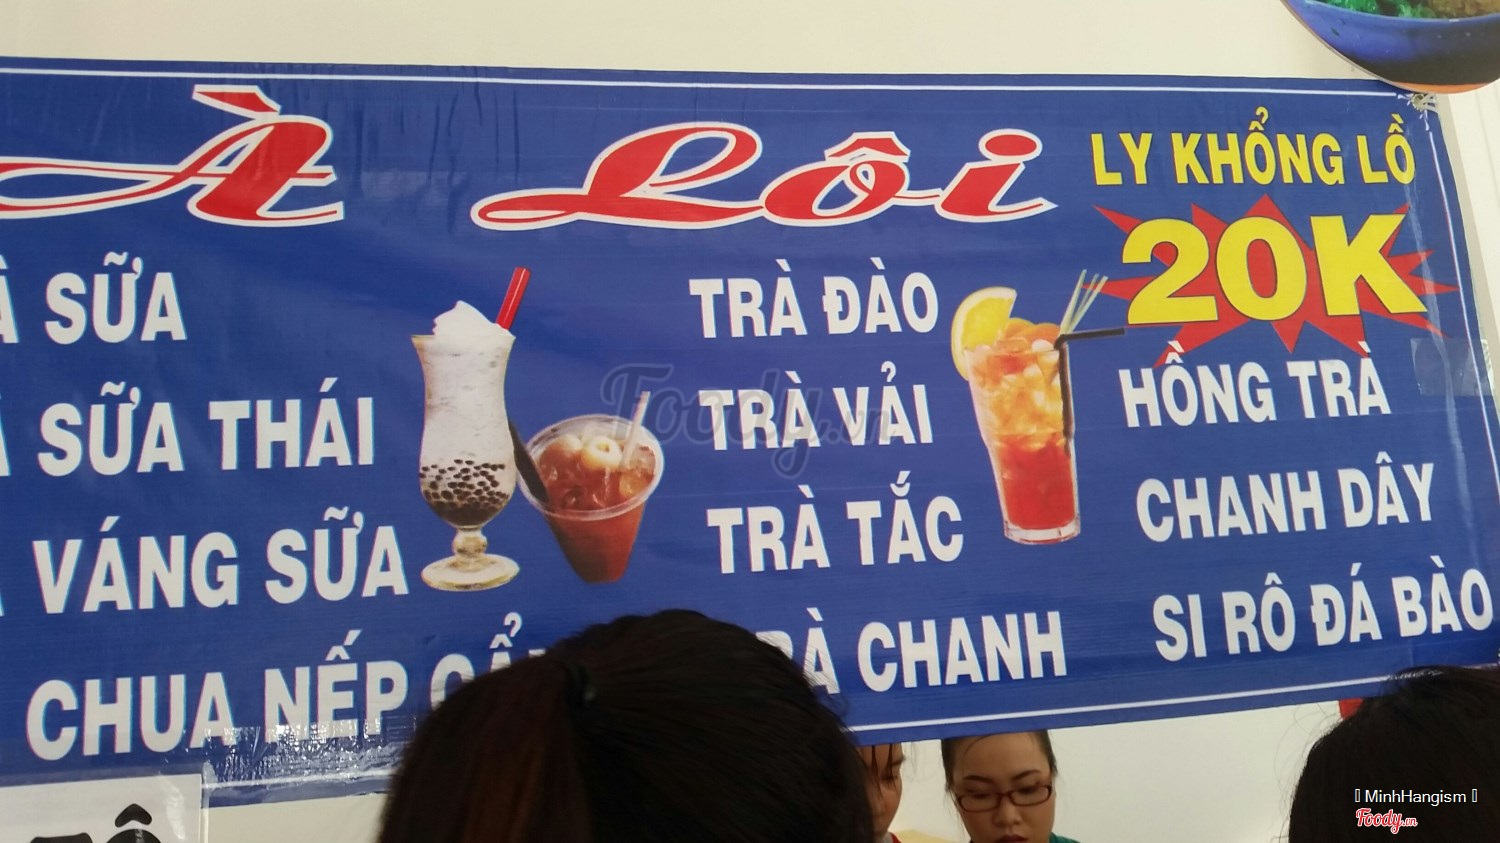 À Lôi
LY KHỔNG LỒ
20K
SỮA
SỮA THÁI
VÁNG SỮA
CHUA NẾP
TRÀ ĐÀO
TRÀ VẢI
TRÀ TẮC
CHANH
HỒNG TRÀ
CHANH DÂY
SI RÔ ĐÁ BÀO
Foody.vn
MinhHangism
Foody.vn